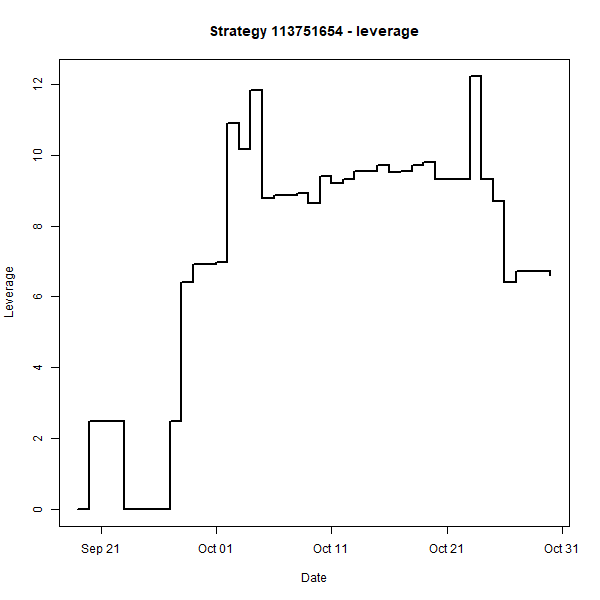 Strategy 113751654 - leverage
Leverage
12
10
8
6
4
2
0
Sep 21
Oct 01
Oct 11
Oct 21
Oct 31
Date